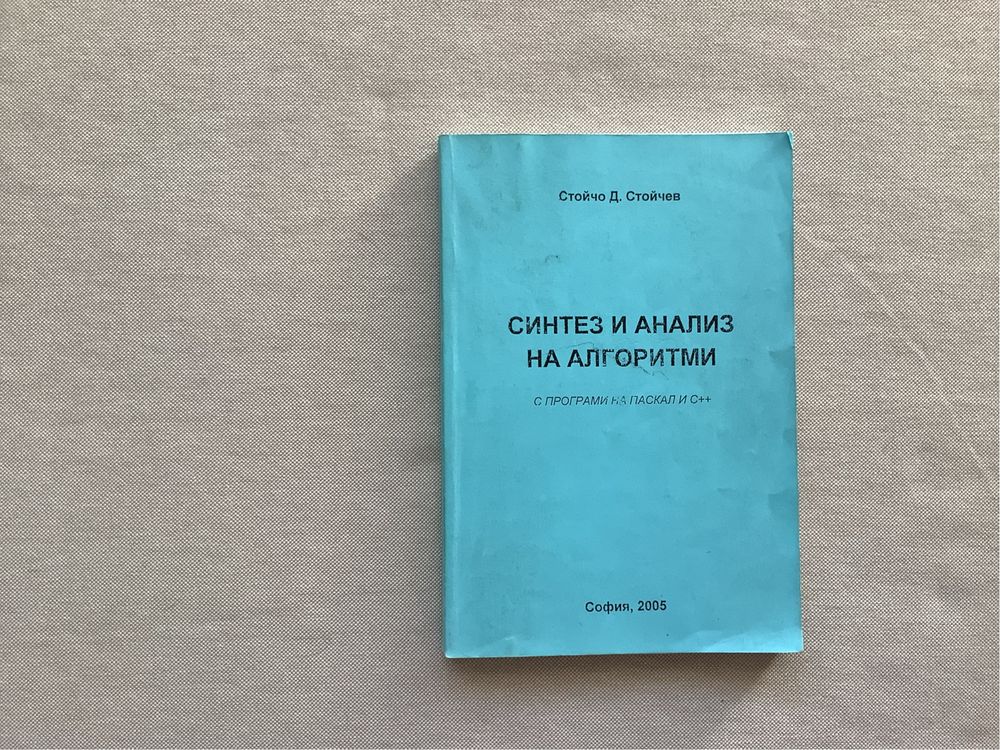 Стойчо Д. Стойчев
СИНТЕЗ И АНАЛИЗ
НА АЛГОРИТМИ
С ПРОГРАМИ НА ПАСКАЛ И С++
София, 2005